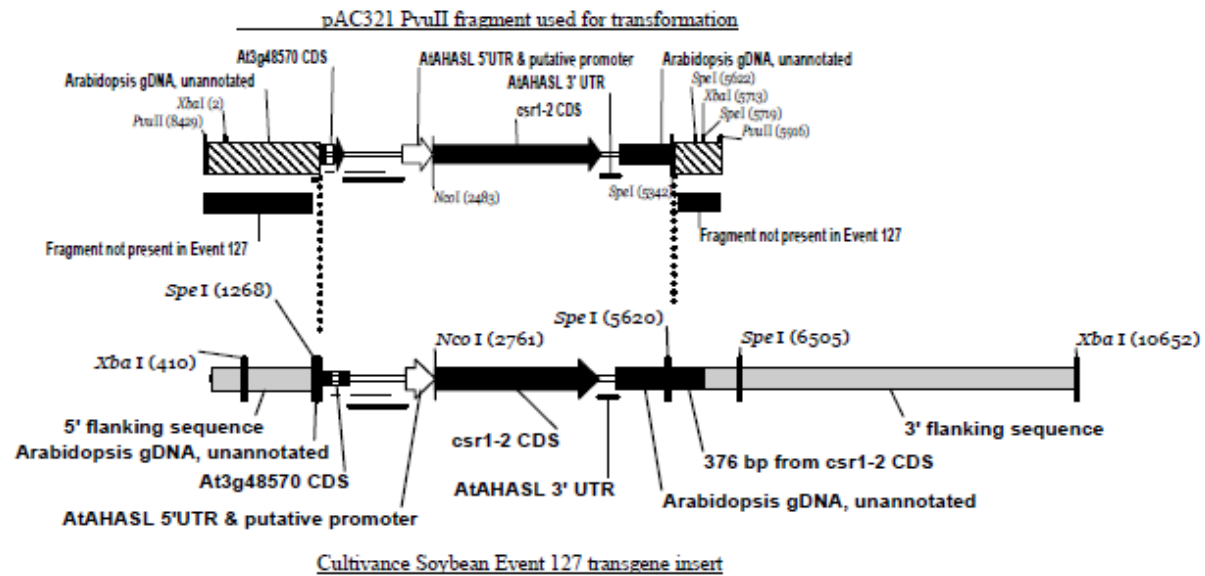 pAC321 PvuII fragment used for transformation
At3g48570 CDS
AtAHASL 5'UTR & putative promoter
Arabidopsis gDNA, unannotated
Arabidopsis gDNA, unannotated
AtAHASL 3' UTR
SpeI (5622)
XbaI (2)
csr1-2 CDS
XbaI (5713)
PvuII (8429)
SpeI (5719)
PvuII (5916)
NcoI (2483)
SpeI (5342)
Fragment not present in Event 127
Fragment not present in Event 127
SpeI (1268)
SpeI (5620)
NcoI (2761)
SpeI (6505)
XbaI (10652)
XbaI (410)
5' flanking sequence
Arabidopsis gDNA, unannotated
At3g48570 CDS
AtAHASL 5'UTR & putative promoter
csr1-2 CDS
AtAHASL 3' UTR
3' flanking sequence
376 bp from csr1-2 CDS
Arabidopsis gDNA, unannotated
Cultivance Soybean Event 127 transgene insert